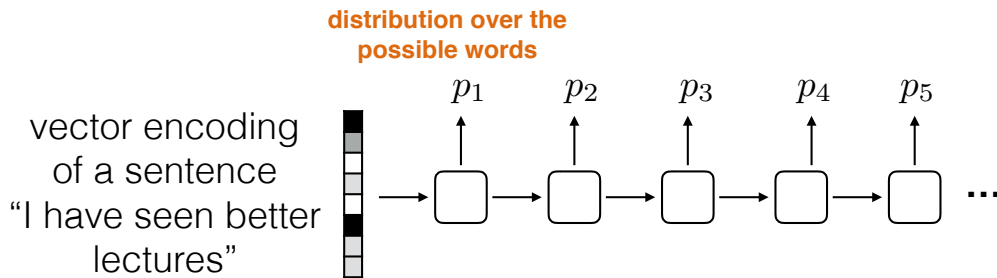 distribution over the
possible words
p₁ p₂ p₃ p₄ p₅
vector encoding
of a sentence
“I have seen better
lectures”
...